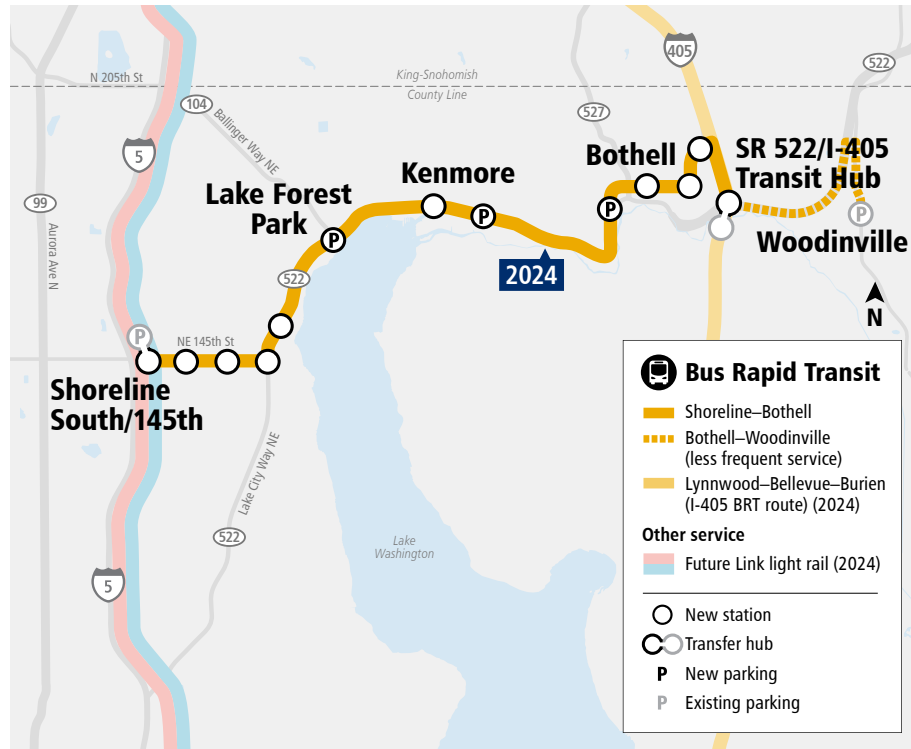 405
522
King-Snohomish
County Line
N 205th St
104
Ballinger Way NE
527
5
Bothell
SR 522/I-405
Transit Hub
Kenmore
Lake Forest
Park
P
P
P
P
99
Aurora Ave N
Woodinville
2024
522
N
P
NE 145th St
Shoreline
South/145th
Lake City Way NE
522
Lake
Washington
5
Bus Rapid Transit
Shoreline–Bothell
Bothell–Woodinville
(less frequent service)
Lynnwood–Bellevue–Burien
(I-405 BRT route) (2024)
Other service
Future Link light rail (2024)
New station
Transfer hub
P New parking
P Existing parking